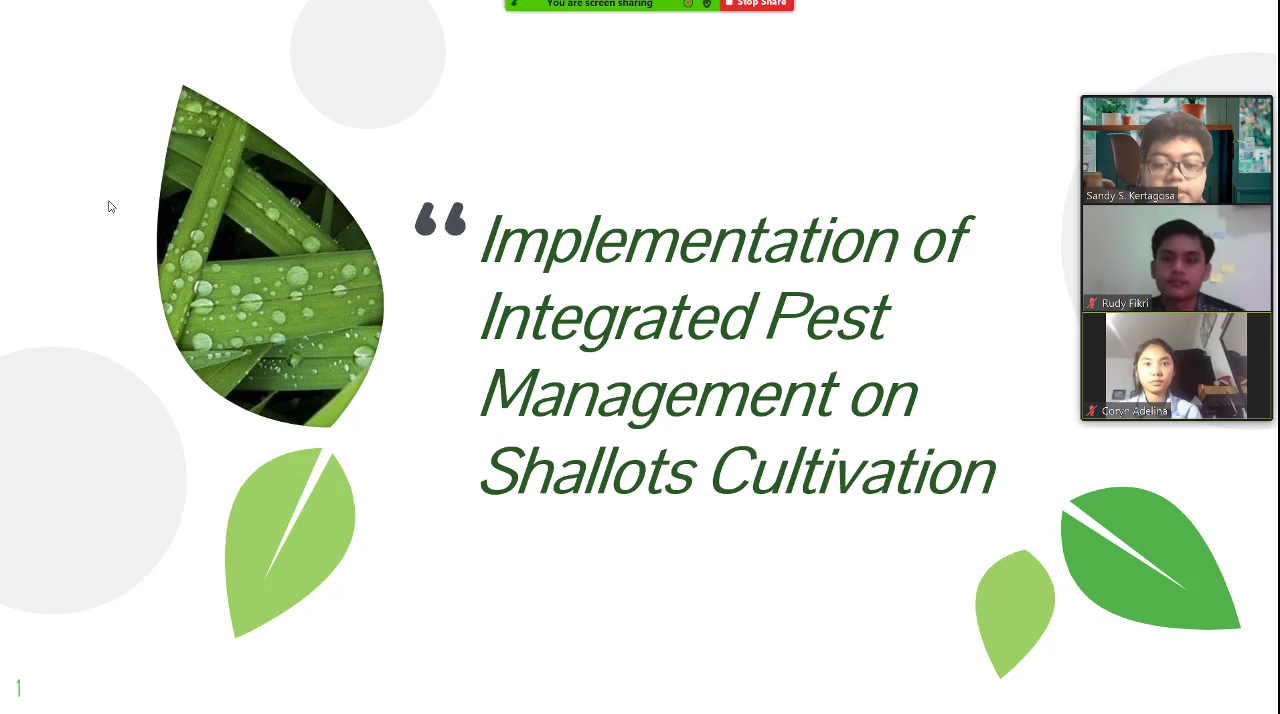 You are screen sharing
Stop Share
“ Implementation of
Integrated Pest
Management on
Shallots Cultivation
Sandy S. Kertagosa
Rudy Fikri
Coryn Adelina
1